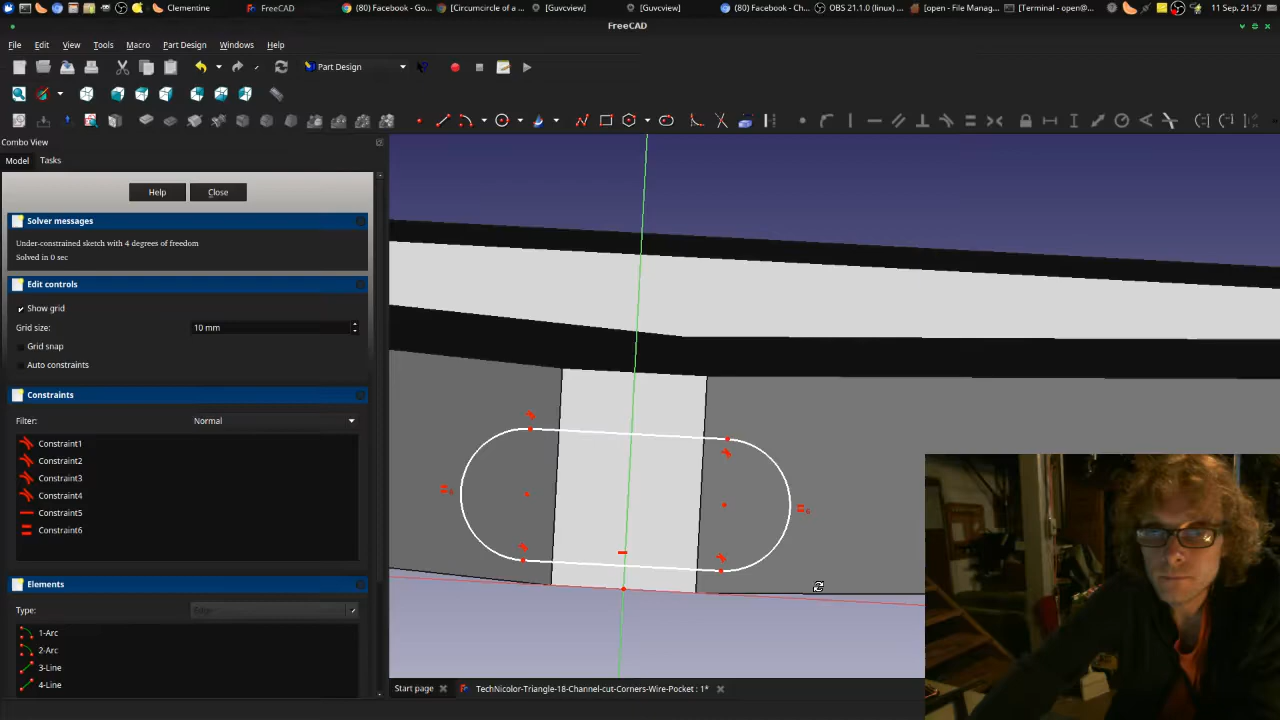 Clementine FreeCAD (80) Facebook - Go... [Circumcircle of a ... [Guvcview] [Guvcview] (80) Facebook - Ch... OBS 21.1.0 (linux) ... [open - File Manag... [Terminal - open@... 11 Sep, 21:57
FreeCAD
File Edit View Tools Macro Part Design Windows Help
Part Design
Combo View
Model Tasks
Help Close
Solver messages
Under-constrained sketch with 4 degrees of freedom
Solved in 0 sec
Edit controls
Show grid
Grid size: 10 mm
Grid snap
Auto constraints
Constraints
Filter: Normal
Constraint1
Constraint2
Constraint3
Constraint4
Constraint5
Constraint6
Elements
Type:
1-Arc
2-Arc
3-Line
4-Line
Start page TechNicolor-Triangle-18-Channel-cut-Corners-Wire-Pocket : 1*